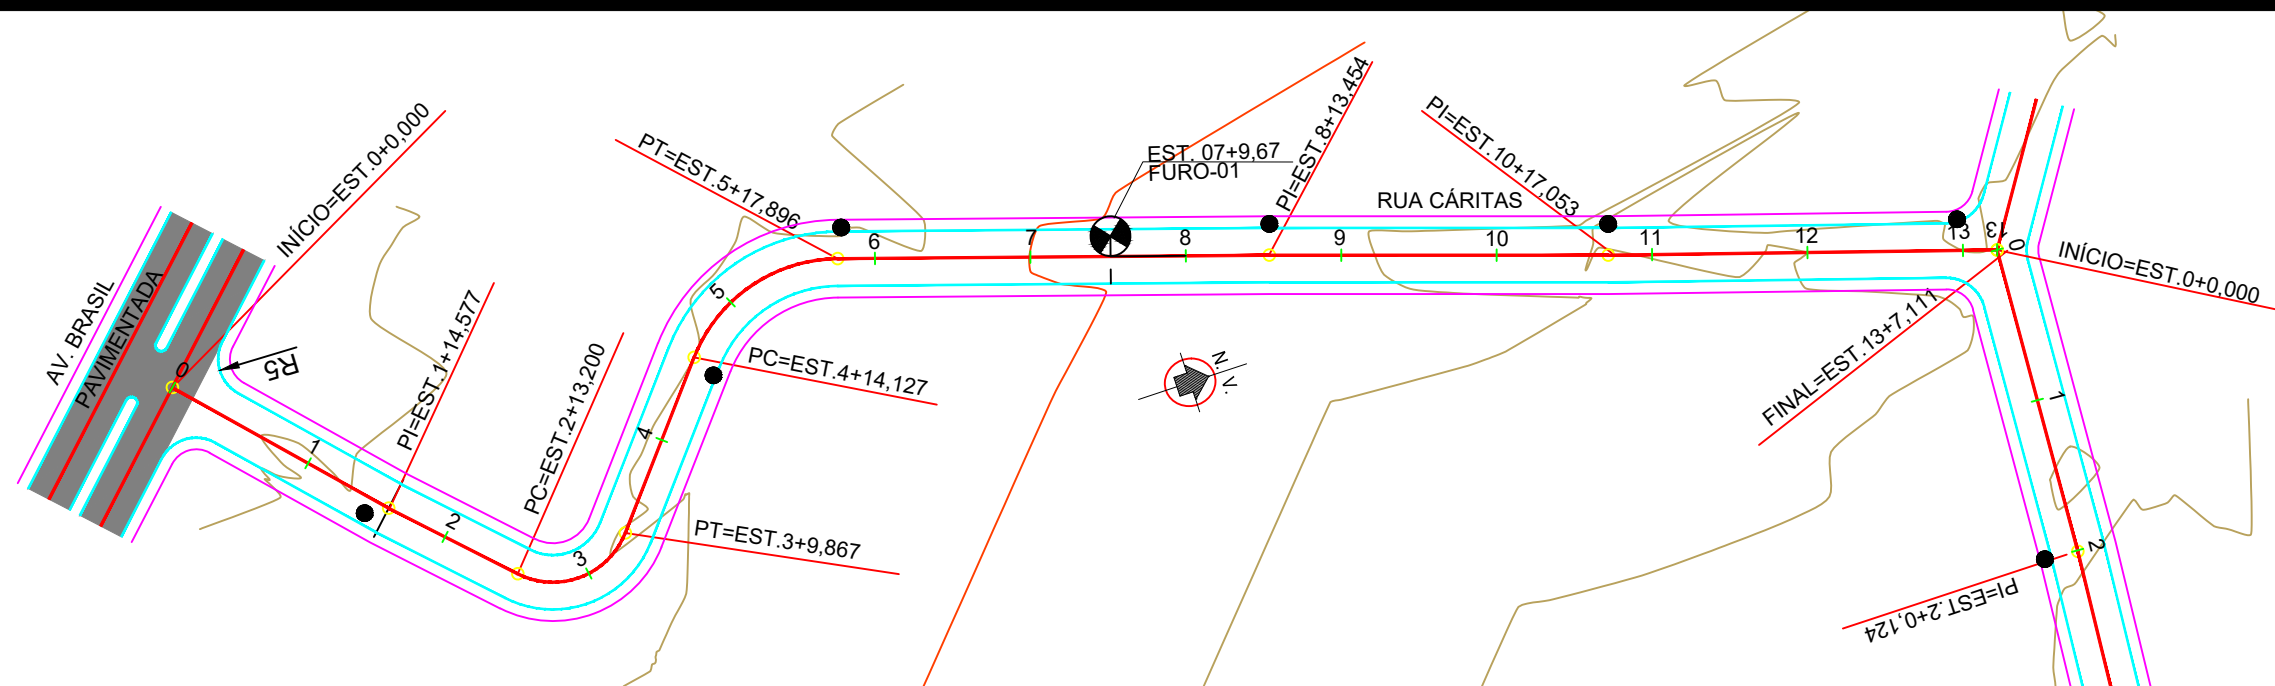 AV. BRASIL
PAVIMENTADA
INÍCIO=EST.0+0,000
0
R5
1
PI=EST.1+14,577
2
PC=EST.2+13,200
3
PT=EST.3+9,867
4
PC=EST.4+14,127
5
PT=EST.5+17,896
6
7
EST. 07+9,67
FURO-01
8
PI=EST.8+13,454
9
RUA CÁRITAS
10
PI=EST.10+17,053
11
12
13
13
0
INÍCIO=EST.0+0,000
FINAL=EST.13+7,111
N. V.
1
2
PI=EST.2+0,124